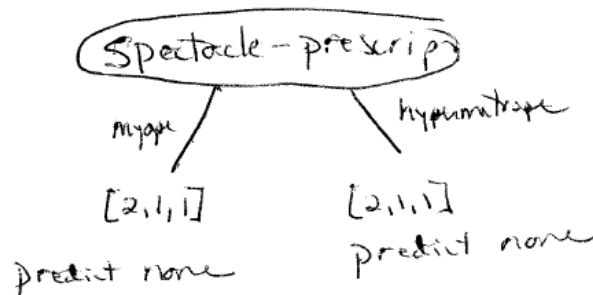 Spectacle-prescrip
myope hypermetrope
[2,1,1] [2,1,1]
predict none predict none